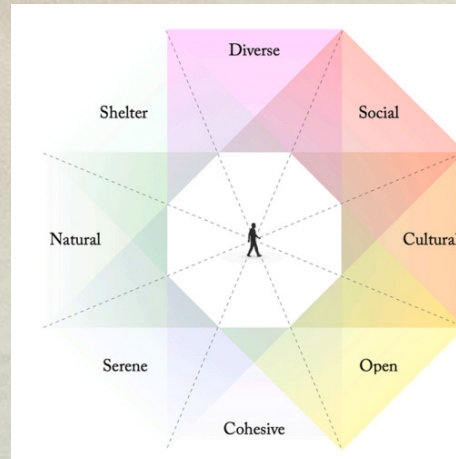 Diverse
Shelter
Social
Natural
Cultural
Serene
Open
Cohesive